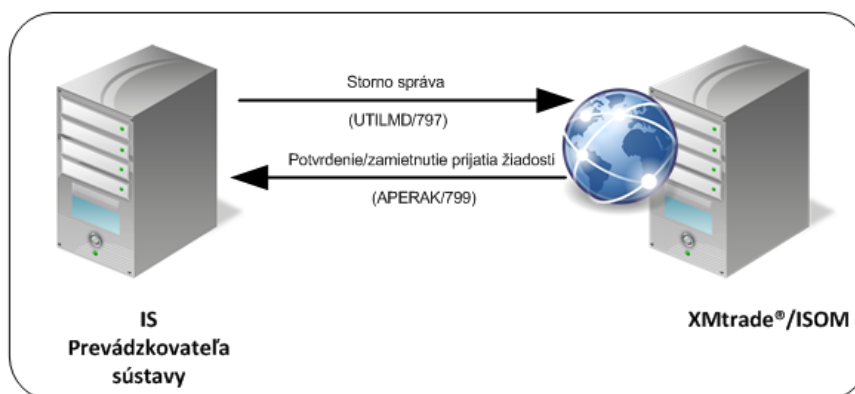 Storno správa
(UTILMD/797)
Potvrdenie/zamietnutie prijatia žiadosti
(APERAK/799)
IS
Prevádzkovateľa
sústavy
XMtrade®/ISOM